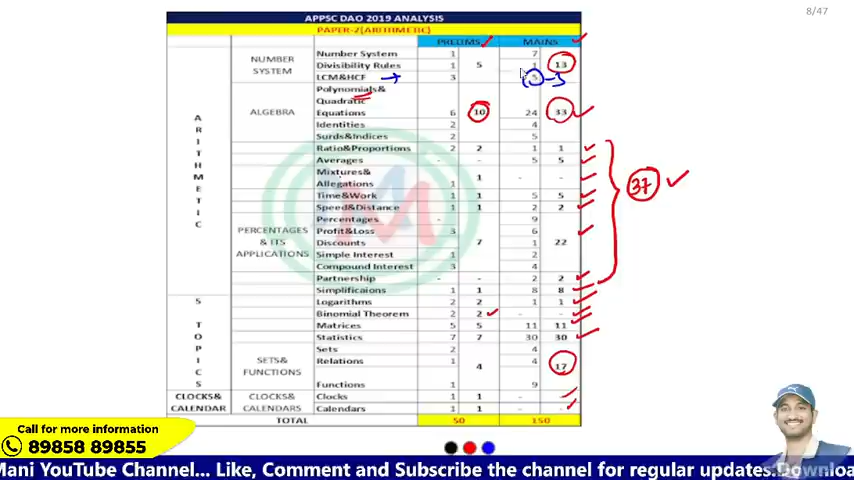 8/47
APPSC DAO 2019 ANALYSIS
PAPER-2(ARITHMETIC)
PRELIMS MAINS
ARITHMETIC
NUMBER SYSTEM
Number System 1 7
Divisibility Rules 1 5 1 13
LCM&HCF 3 5
ALGEBRA
Polynomials& Quadratic Equations 6 10 24 33
Identities 2 4
Surds&Indices 2 5
Ratio&Proportions 2 2 1 1
Averages - - 5 5
Mixtures& Allegations 1 1 - -
Time&Work 1 1 5 5
Speed&Distance 1 1 2 2
37
PERCENTAGES & ITS APPLICATIONS
Percentages - 9
Profit&Loss 3 6
Discounts 7 1 22
Simple Interest 1 2
Compound Interest 3 4
Partnership - - 2 2
Simplificaions 1 1 8 8
5 TOPICS
Logarithms 2 2 1 1
Binomial Theorem 2 2 - -
Matrices 5 5 11 11
Statistics 7 7 30 30
SETS& FUNCTIONS
Sets 2 4
Relations 1 4 4 17
Functions 1 9
CLOCKS& CALENDAR
CLOCKS& CALENDARS
Clocks 1 1 - -
Calendars 1 1 - -
TOTAL 50 150
Call for more information
89858 89855
Mani YouTube Channel... Like, Comment and Subscribe the channel for regular updates..Downloa